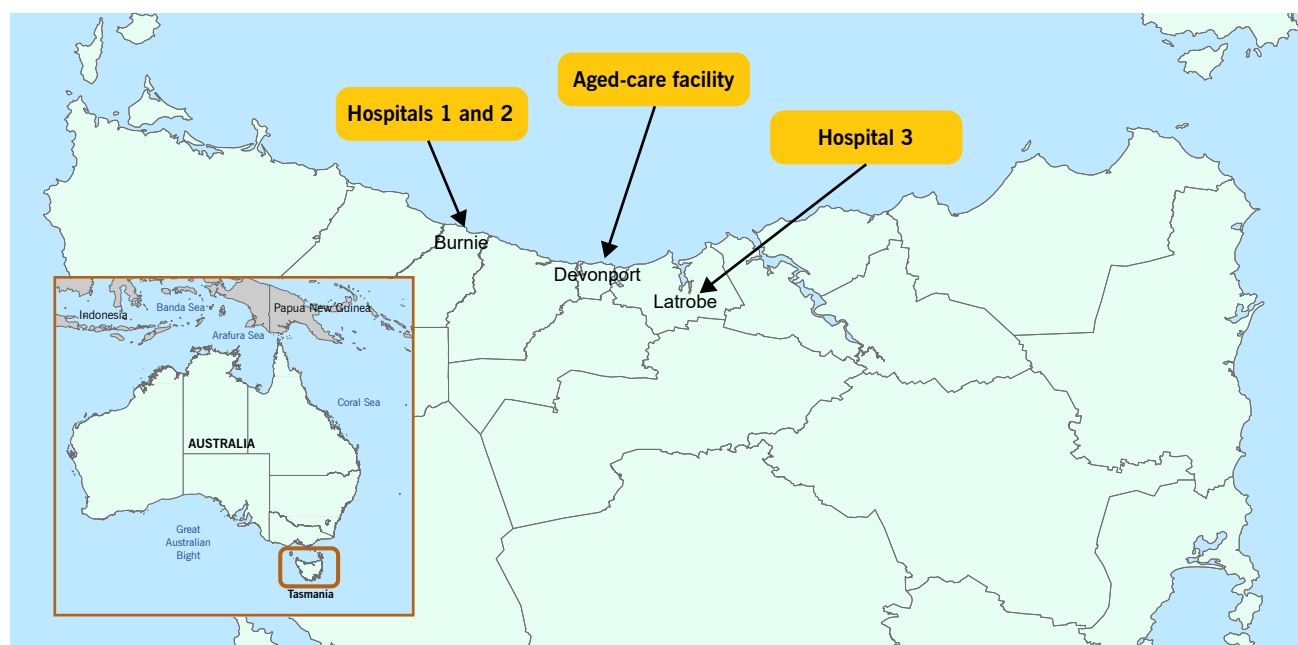 Aged-care facility
Hospitals 1 and 2
Hospital 3
Burnie
Devonport
Latrobe
Indonesia
Banda Sea
Papua New Guinea
Arafura Sea
Coral Sea
AUSTRALIA
Great
Australian
Bight
Tasmania